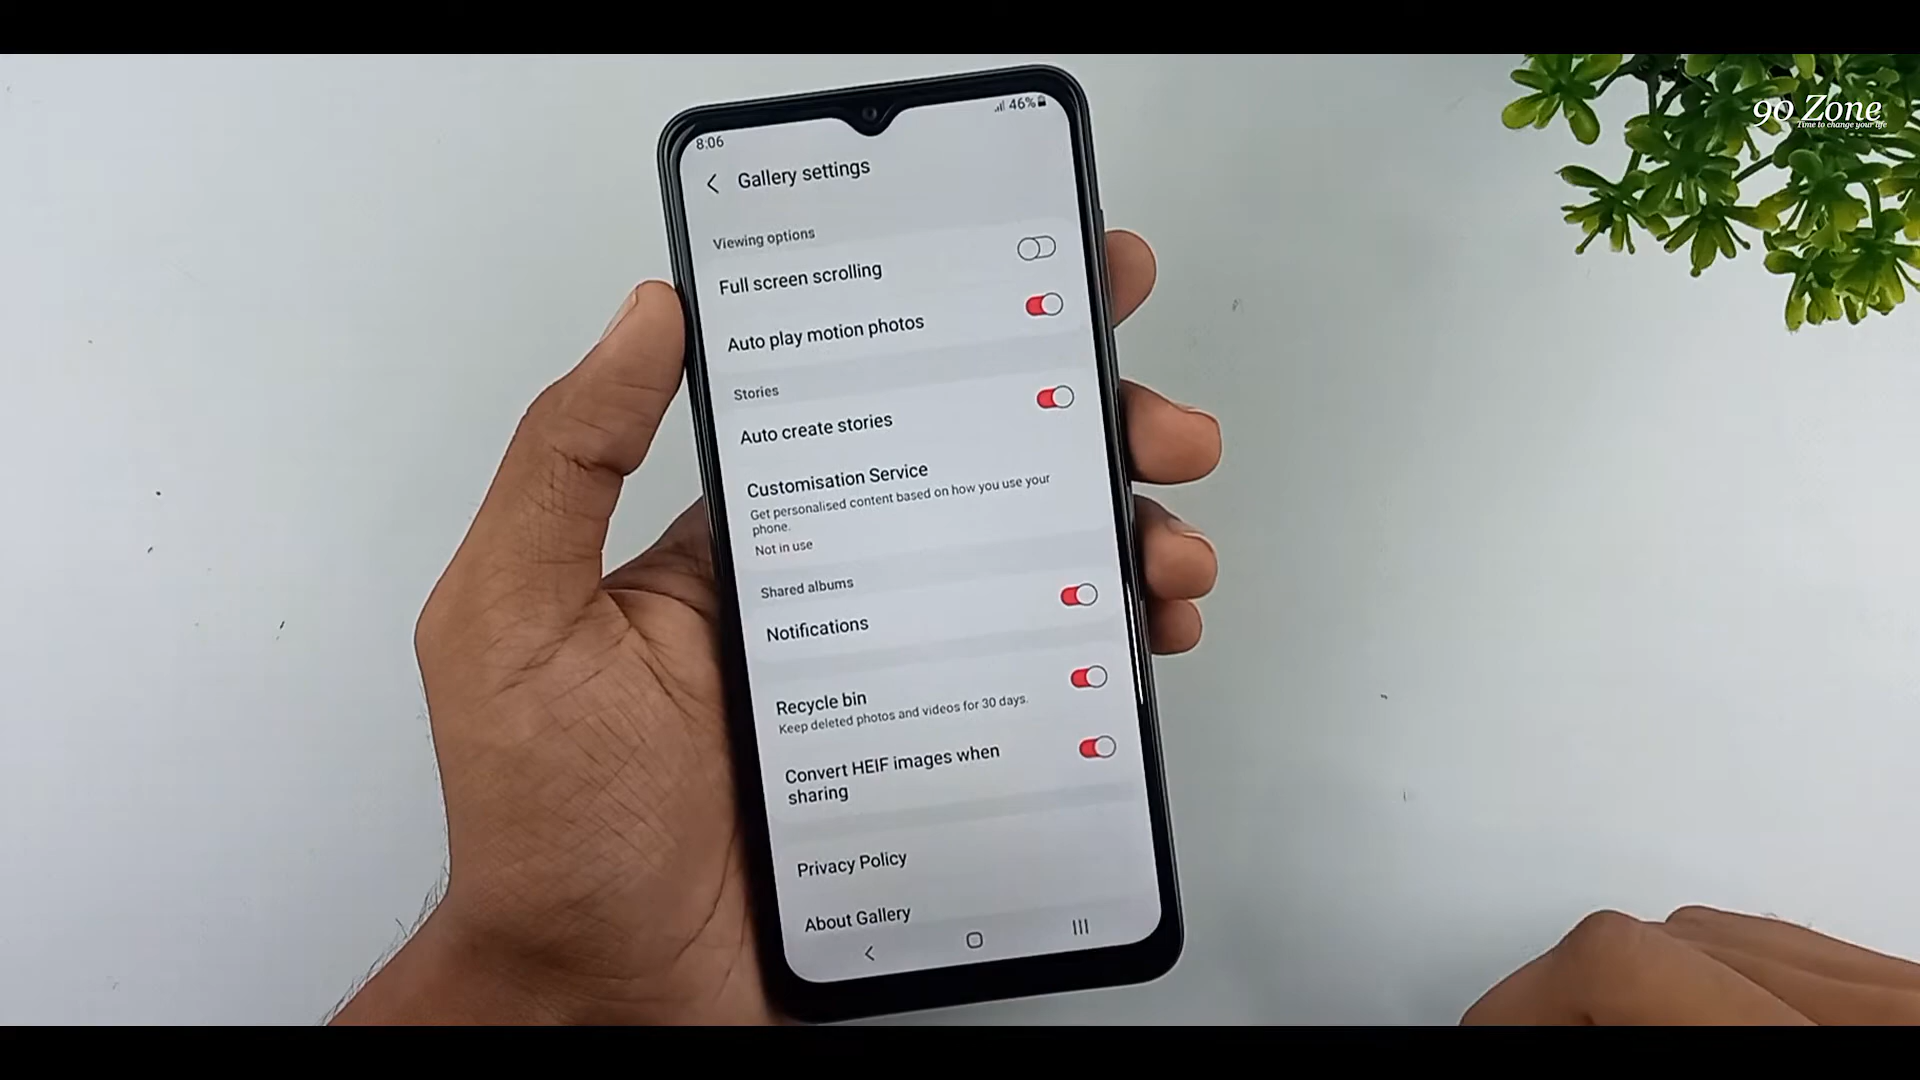 90 Zone
Time to change your life
8:06
46%
Gallery settings
Viewing options
Full screen scrolling
Auto play motion photos
Stories
Auto create stories
Customisation Service
Get personalised content based on how you use your
phone.
Not in use
Shared albums
Notifications
Recycle bin
Keep deleted photos and videos for 30 days.
Convert HEIF images when
sharing
Privacy Policy
About Gallery